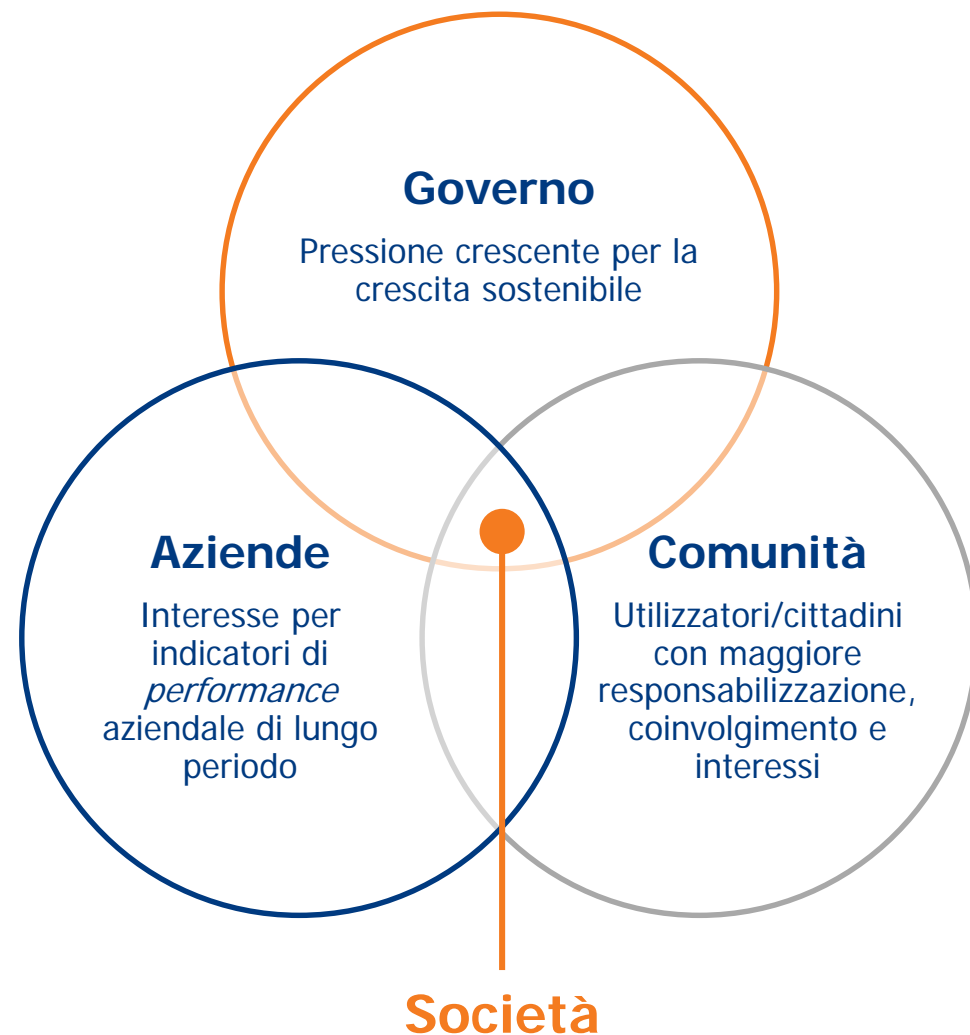 Governo
Pressione crescente per la
crescita sostenibile
Aziende
Interesse per
indicatori di
performance
aziendale di lungo
periodo
Comunità
Utilizzatori/cittadini
con maggiore
responsabilizzazione,
coinvolgimento e
interessi
Società